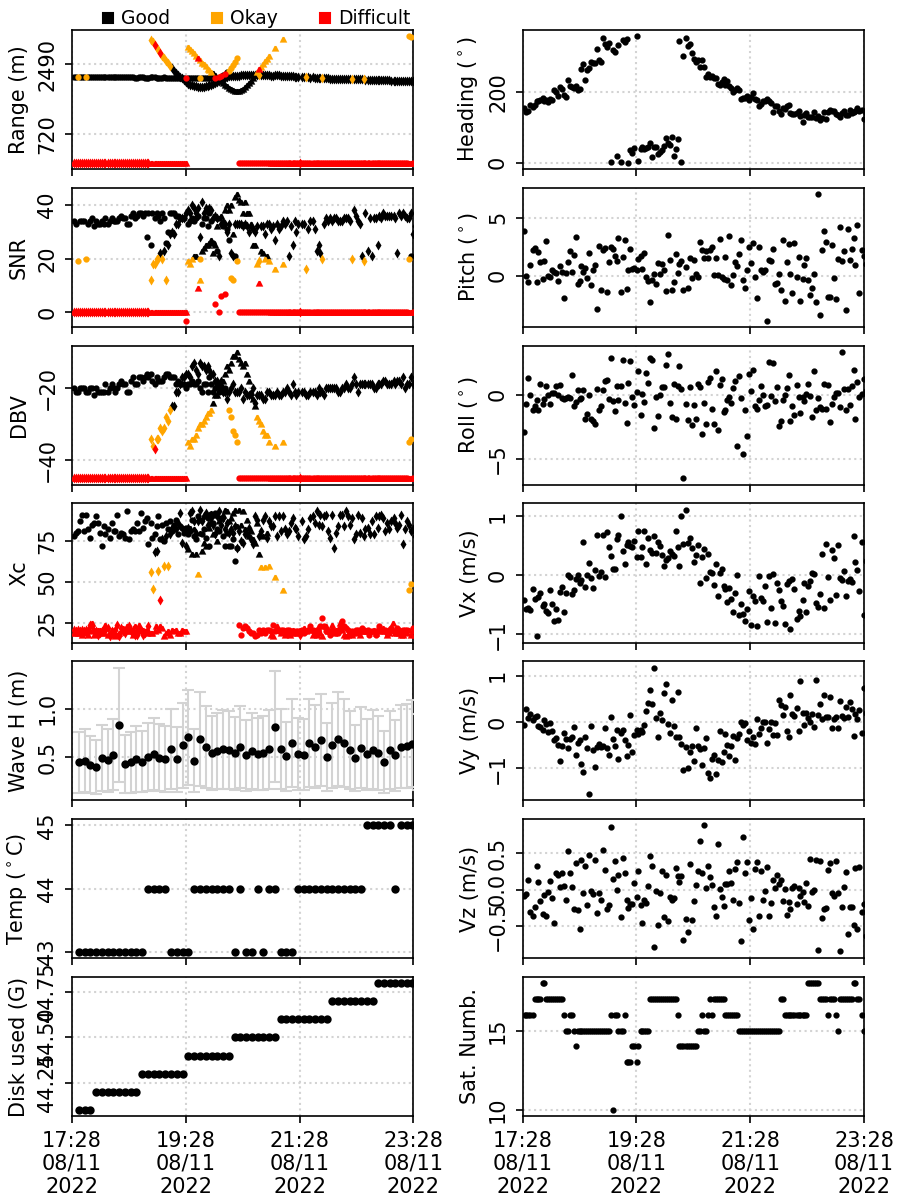 Good Okay Difficult
Range (m)
2490
720
Heading (°)
200
0
SNR
40
20
0
Pitch (°)
5
0
DBV
−20
−40
Roll (°)
0
−5
Xc
75
50
25
Vx (m/s)
1
0
−1
Wave H (m)
1.0
0.5
Vy (m/s)
1
0
−1
Temp (°C)
45
44
43
Vz (m/s)
0.5
0.0
−0.5
Disk used (G)
44.75
44.50
44.25
Sat. Numb.
15
10
17:28 19:28 21:28 23:28 17:28 19:28 21:28 23:28
08/11 08/11 08/11 08/11 08/11 08/11 08/11 08/11
2022 2022 2022 2022 2022 2022 2022 2022